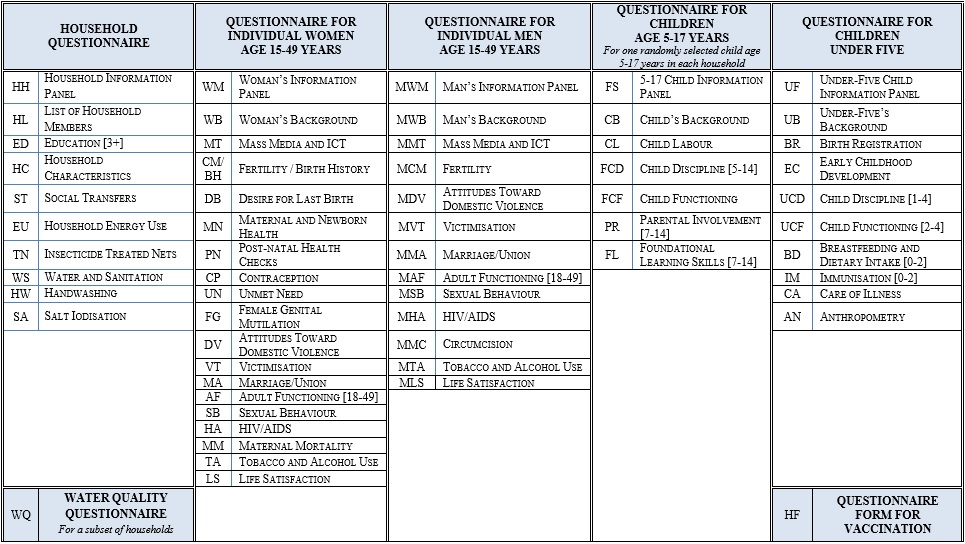 HOUSEHOLD
QUESTIONNAIRE
HH HOUSEHOLD INFORMATION
PANEL
HL LIST OF HOUSEHOLD
MEMBERS
ED EDUCATION [3+]
HC HOUSEHOLD
CHARACTERISTICS
ST SOCIAL TRANSFERS
EU HOUSEHOLD ENERGY USE
TN INSECTICIDE TREATED NETS
WS WATER AND SANITATION
HW HANDWASHING
SA SALT IODISATION
WQ WATER QUALITY
QUESTIONNAIRE
For a subset of households
QUESTIONNAIRE FOR
INDIVIDUAL WOMEN
AGE 15-49 YEARS
WM WOMAN'S INFORMATION
PANEL
WB WOMAN'S BACKGROUND
MT MASS MEDIA AND ICT
CM/
BH FERTILITY / BIRTH HISTORY
DB DESIRE FOR LAST BIRTH
MN MATERNAL AND NEWBORN
HEALTH
PN POST-NATAL HEALTH
CHECKS
CP CONTRACEPTION
UN UNMET NEED
FG FEMALE GENITAL
MUTILATION
DV ATTITUDES TOWARD
DOMESTIC VIOLENCE
VT VICTIMISATION
MA MARRIAGE/UNION
AF ADULT FUNCTIONING [18-49]
SB SEXUAL BEHAVIOUR
HA HIV/AIDS
MM MATERNAL MORTALITY
TA TOBACCO AND ALCOHOL USE
LS LIFE SATISFACTION
QUESTIONNAIRE FOR
INDIVIDUAL MEN
AGE 15-49 YEARS
MWM MAN'S INFORMATION PANEL
MWB MAN'S BACKGROUND
MMT MASS MEDIA AND ICT
MCM FERTILITY
MDV ATTITUDES TOWARD
DOMESTIC VIOLENCE
MVT VICTIMISATION
MMA MARRIAGE/UNION
MAF ADULT FUNCTIONING [18-49]
MSB SEXUAL BEHAVIOUR
MHA HIV/AIDS
MMC CIRCUMCISION
MTA TOBACCO AND ALCOHOL USE
MLS LIFE SATISFACTION
QUESTIONNAIRE FOR
CHILDREN
AGE 5-17 YEARS
For one randomly selected child age
5-17 years in each household
FS 5-17 CHILD INFORMATION
PANEL
CB CHILD'S BACKGROUND
CL CHILD LABOUR
FCD CHILD DISCIPLINE [5-14]
FCF CHILD FUNCTIONING
PR PARENTAL INVOLVEMENT
[7-14]
FL FOUNDATIONAL
LEARNING SKILLS [7-14]
QUESTIONNAIRE FOR
CHILDREN
UNDER FIVE
UF UNDER-FIVE CHILD
INFORMATION PANEL
UB UNDER-FIVE'S
BACKGROUND
BR BIRTH REGISTRATION
EC EARLY CHILDHOOD
DEVELOPMENT
UCD CHILD DISCIPLINE [1-4]
UCF CHILD FUNCTIONING [2-4]
BD BREASTFEEDING AND
DIETARY INTAKE [0-2]
IM IMMUNISATION [0-2]
CA CARE OF ILLNESS
AN ANTHROPOMETRY
HF QUESTIONNAIRE
FORM FOR
VACCINATION